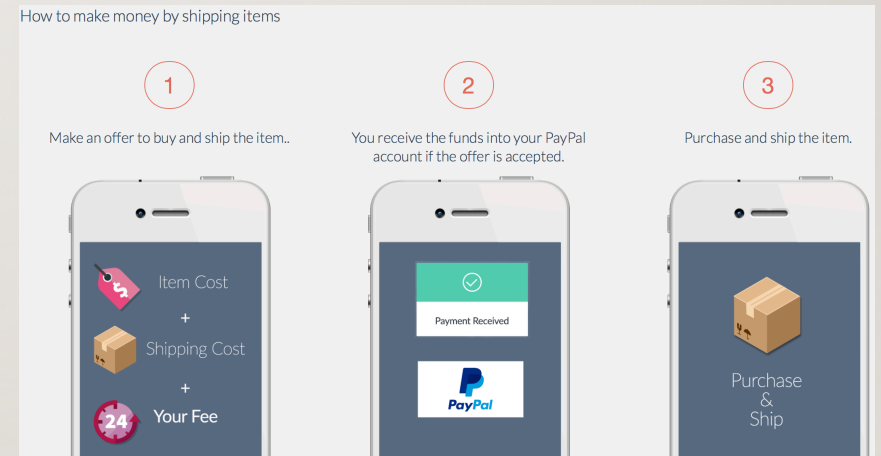 How to make money by shipping items
1
Make an offer to buy and ship the item..
2
You receive the funds into your PayPal
account if the offer is accepted.
3
Purchase and ship the item.
$
Item Cost
+
Shipping Cost
+
24
Your Fee
Payment Received
PayPal
Purchase
&
Ship